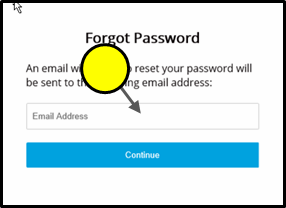 Forgot Password
An email wi reset your password will
be sent to th ng email address:
Email Address
Continue